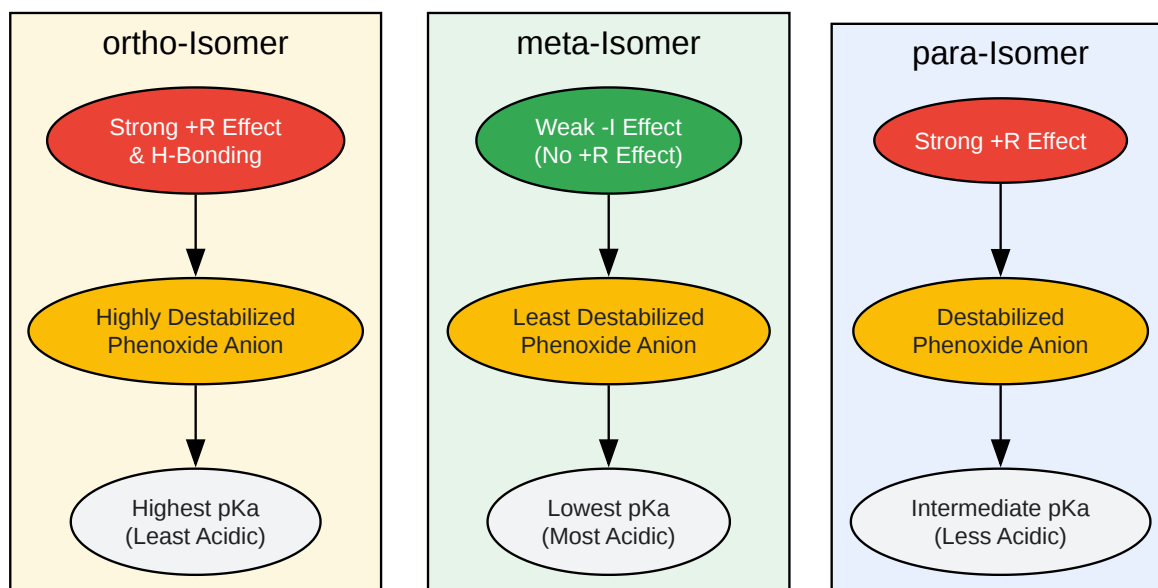 ortho-Isomer
Strong +R Effect
& H-Bonding
Highly Destabilized
Phenoxide Anion
Highest pKa
(Least Acidic)
meta-Isomer
Weak -I Effect
(No +R Effect)
Least Destabilized
Phenoxide Anion
Lowest pKa
(Most Acidic)
para-Isomer
Strong +R Effect
Destabilized
Phenoxide Anion
Intermediate pKa
(Less Acidic)